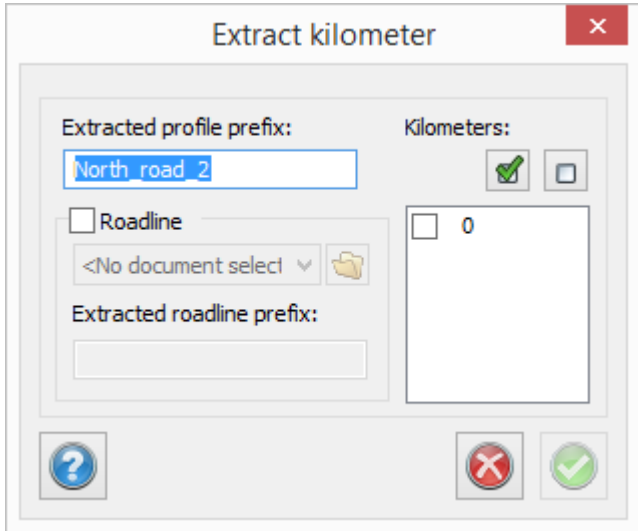 Extract kilometer
Extracted profile prefix:
North_road_2
Roadline
<No document select
Extracted roadline prefix:
Kilometers:
0